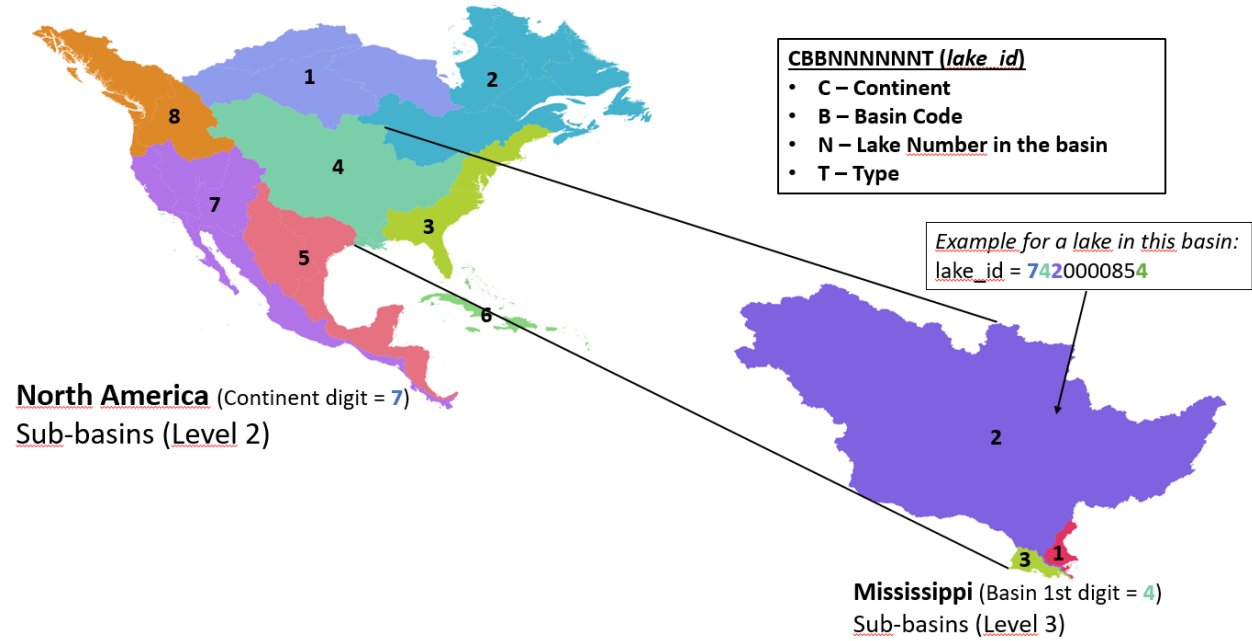 1
2
8
4
7
3
5
6
North America (Continent digit = 7)
Sub-basins (Level 2)
CBBNNNNNNT (lake_id)
• C – Continent
• B – Basin Code
• N – Lake Number in the basin
• T – Type
Example for a lake in this basin:
lake_id = 7420000854
2
3
1
Mississippi (Basin 1st digit = 4)
Sub-basins (Level 3)